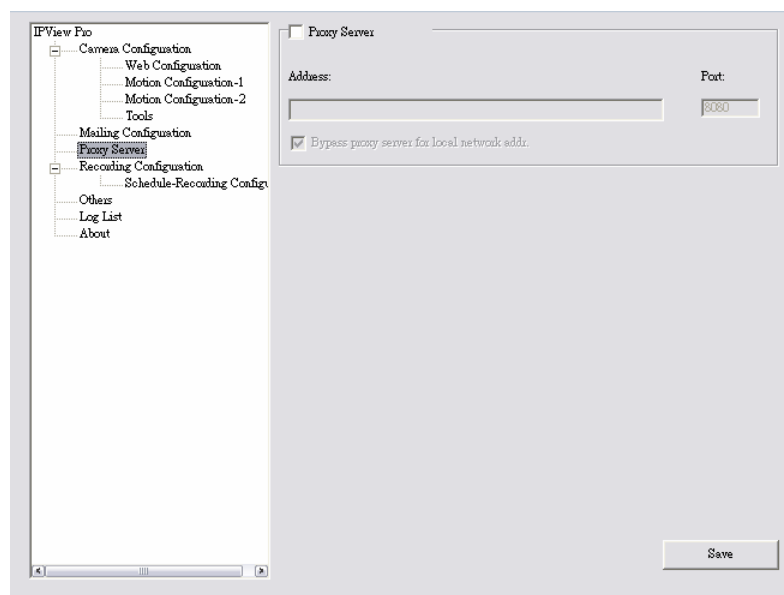 IPView Pro
Camera Configuration
Web Configuration
Motion Configuration-1
Motion Configuration-2
Tools
Mailing Configuration
Proxy Server
Recording Configuration
Schedule-Recording
Others
Log List
About
Proxy Server
Address:
Port:
8080
Bypass proxy server for local network addr.
Save